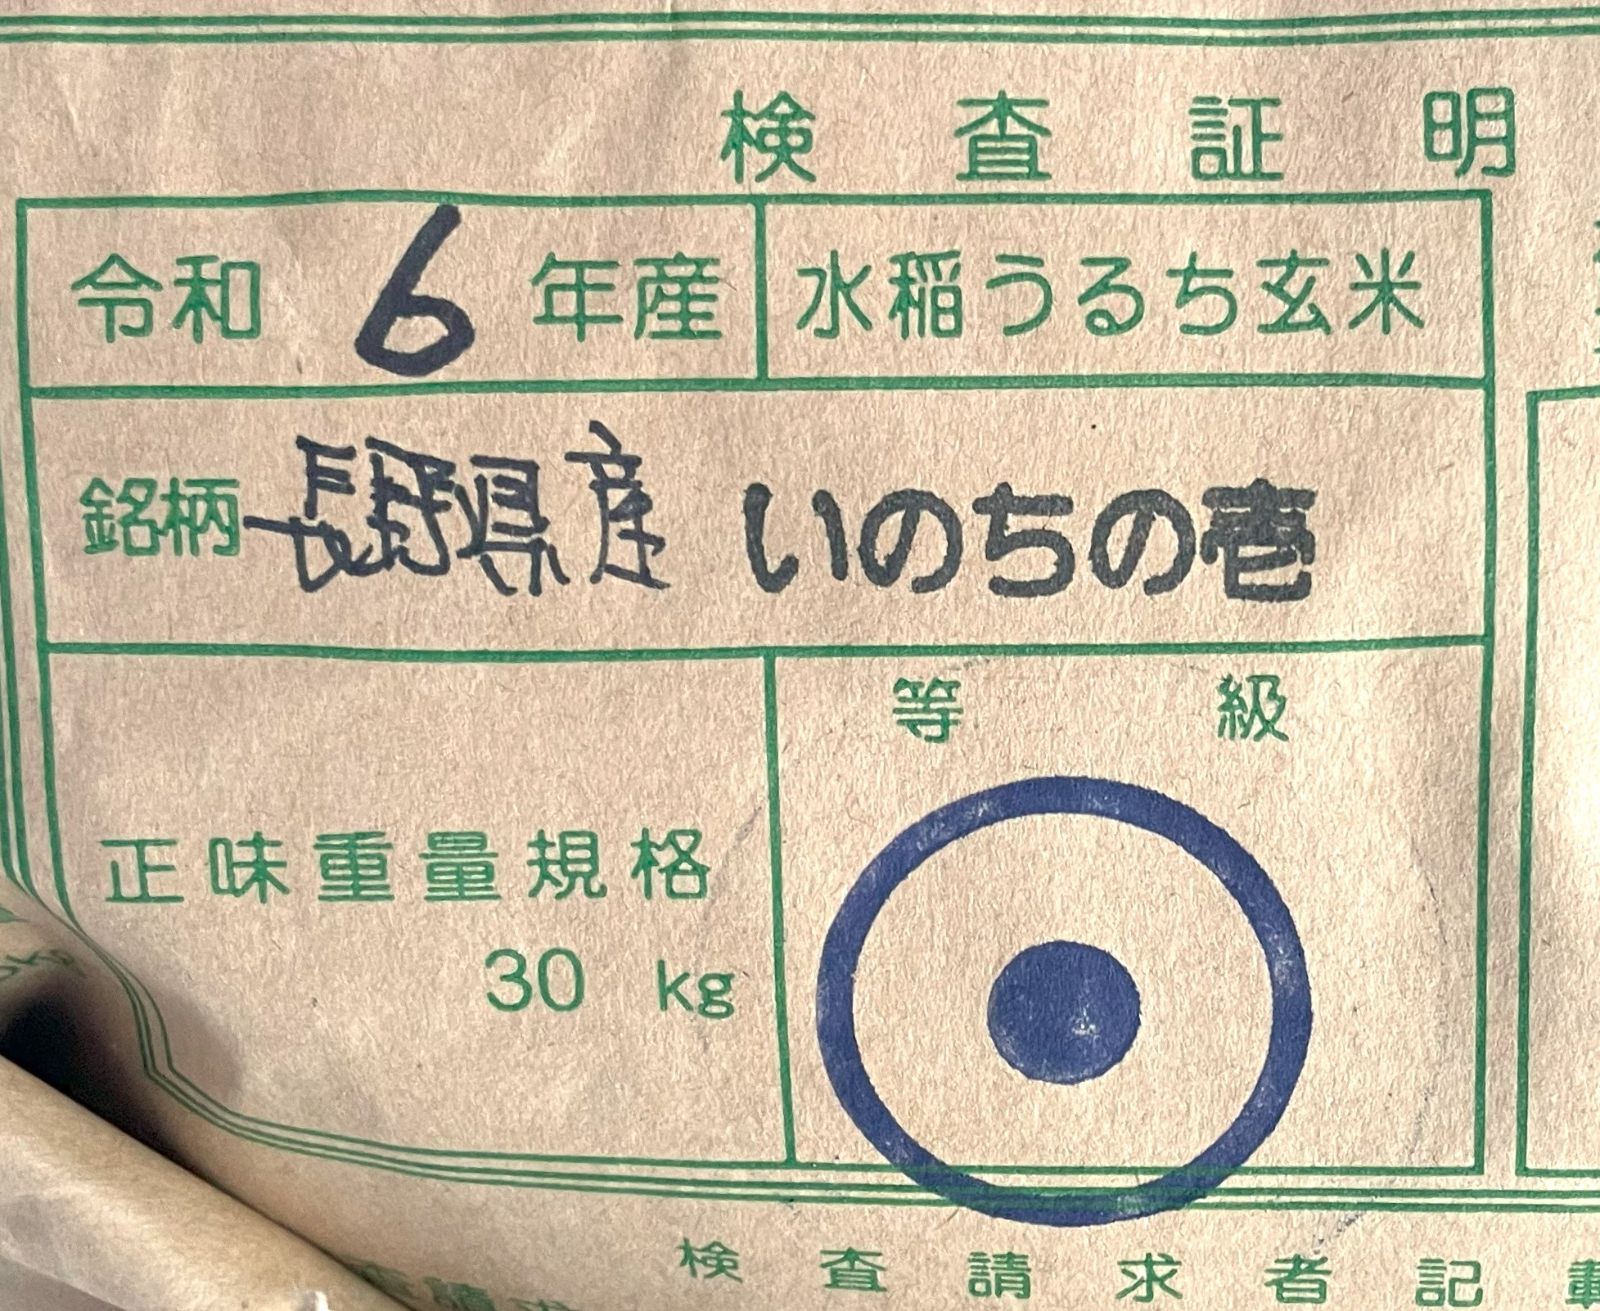 検査証明
令和 6 年産 水稲うるち玄米
銘柄 長野県産 いのちの壱
等級
正味重量規格
30 kg
検査請求者記載